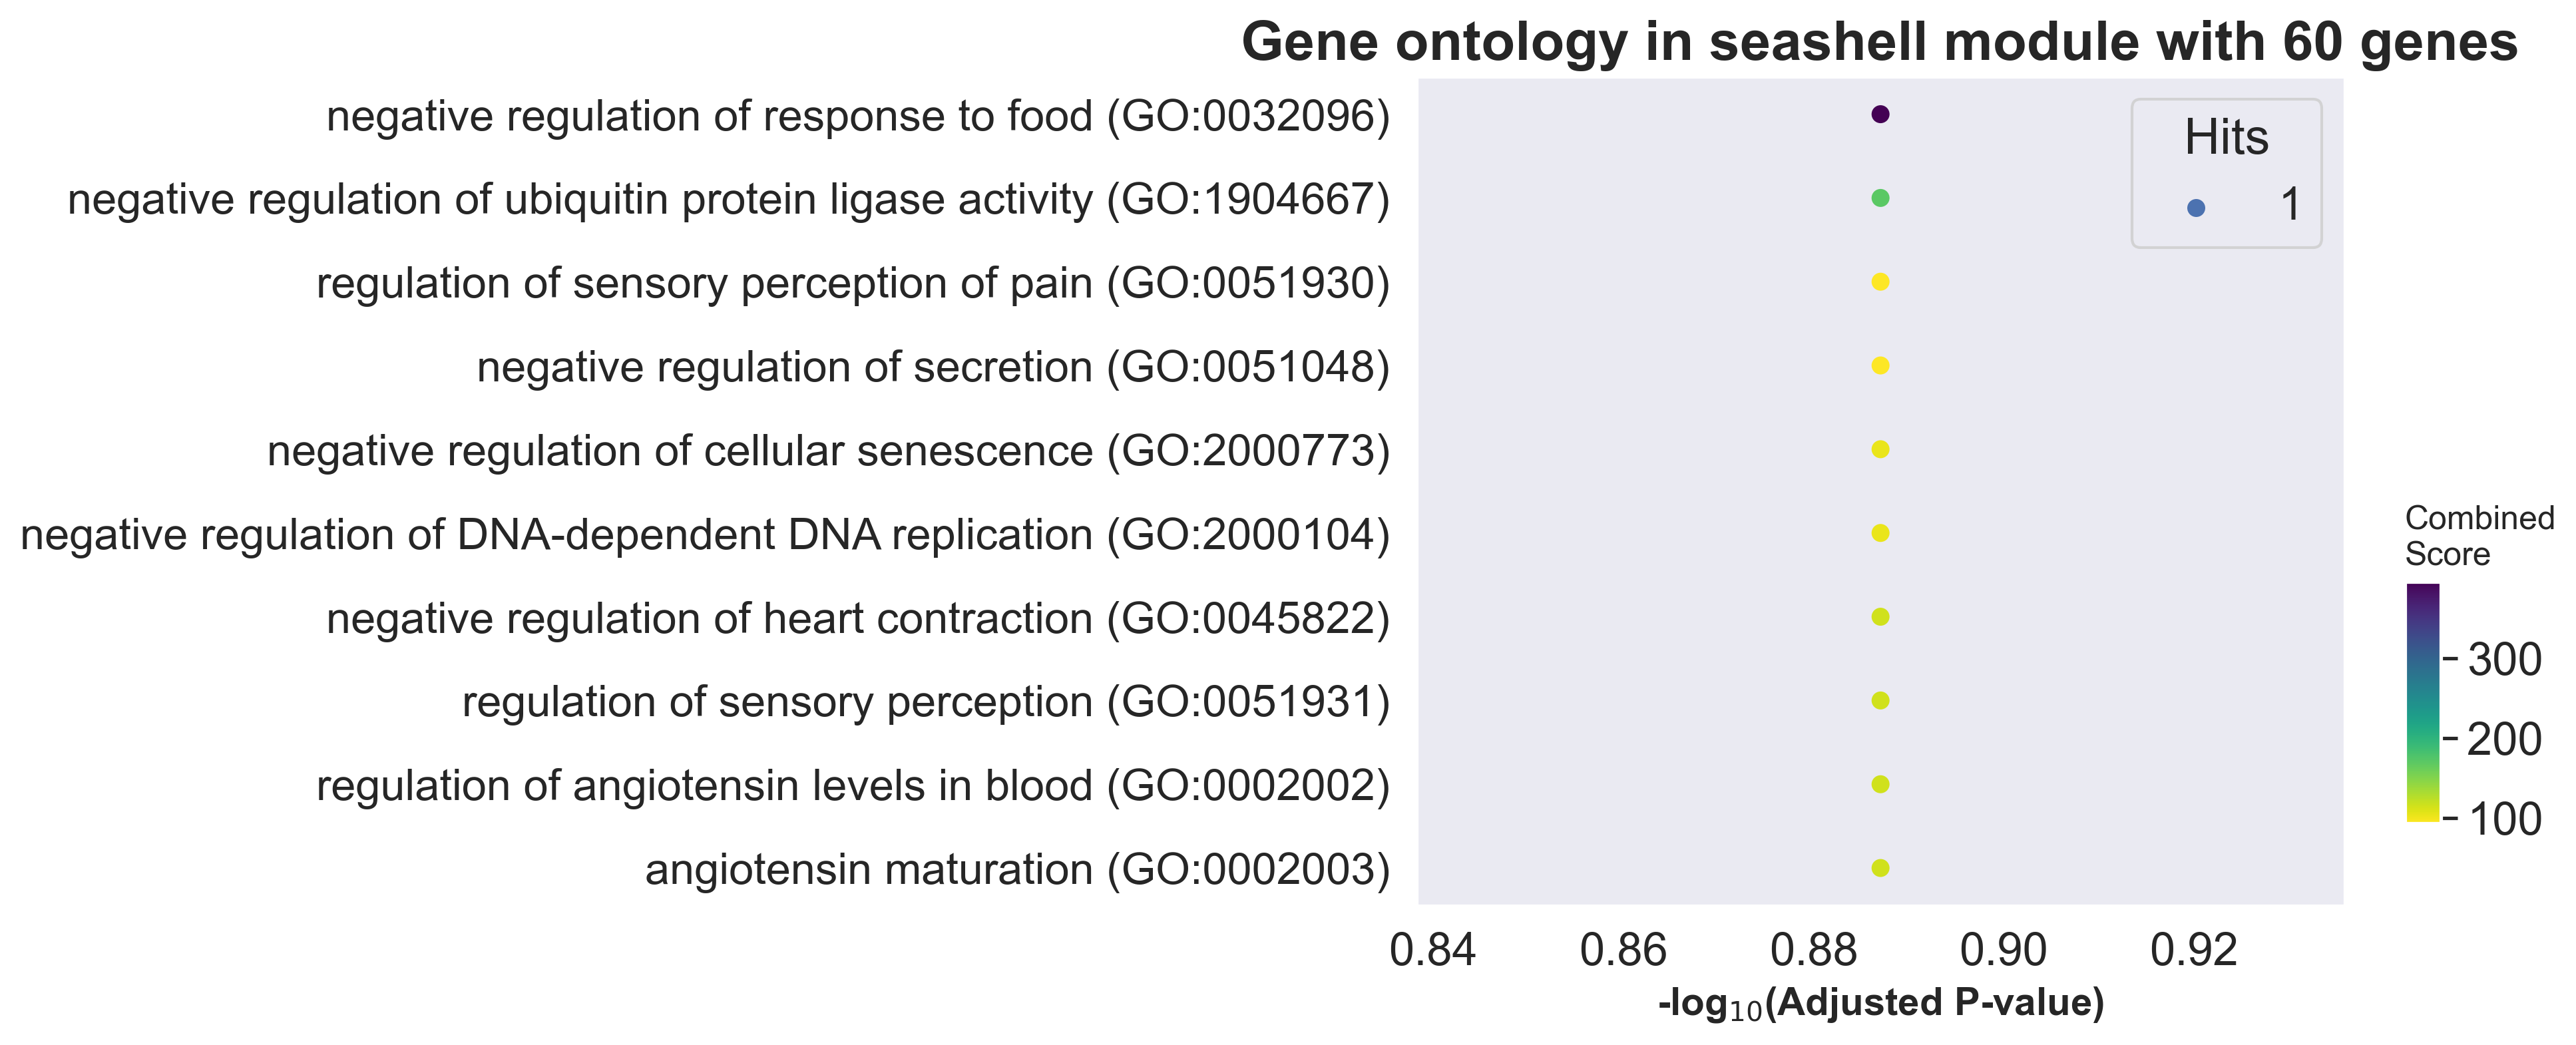 Gene ontology in seashell module with 60 genes
negative regulation of response to food (GO:0032096)
negative regulation of ubiquitin protein ligase activity (GO:1904667)
regulation of sensory perception of pain (GO:0051930)
negative regulation of secretion (GO:0051048)
negative regulation of cellular senescence (GO:2000773)
negative regulation of DNA-dependent DNA replication (GO:2000104)
negative regulation of heart contraction (GO:0045822)
regulation of sensory perception (GO:0051931)
regulation of angiotensin levels in blood (GO:0002002)
angiotensin maturation (GO:0002003)
Hits
1
Combined
Score
300
200
100
0.84 0.86 0.88 0.90 0.92
-log₁₀(Adjusted P-value)